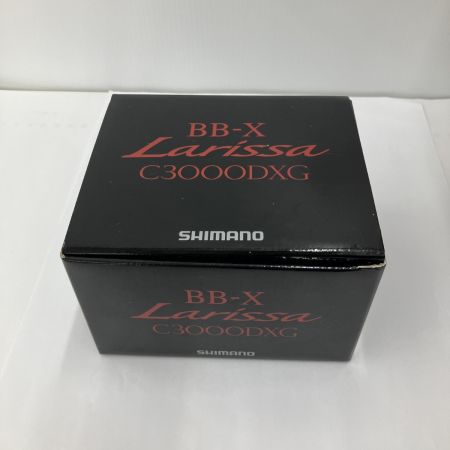 BB-X
Larissa
C3000DXG
SHIMANO
BB-X
Larissa
C3000DXG
SHIMANO